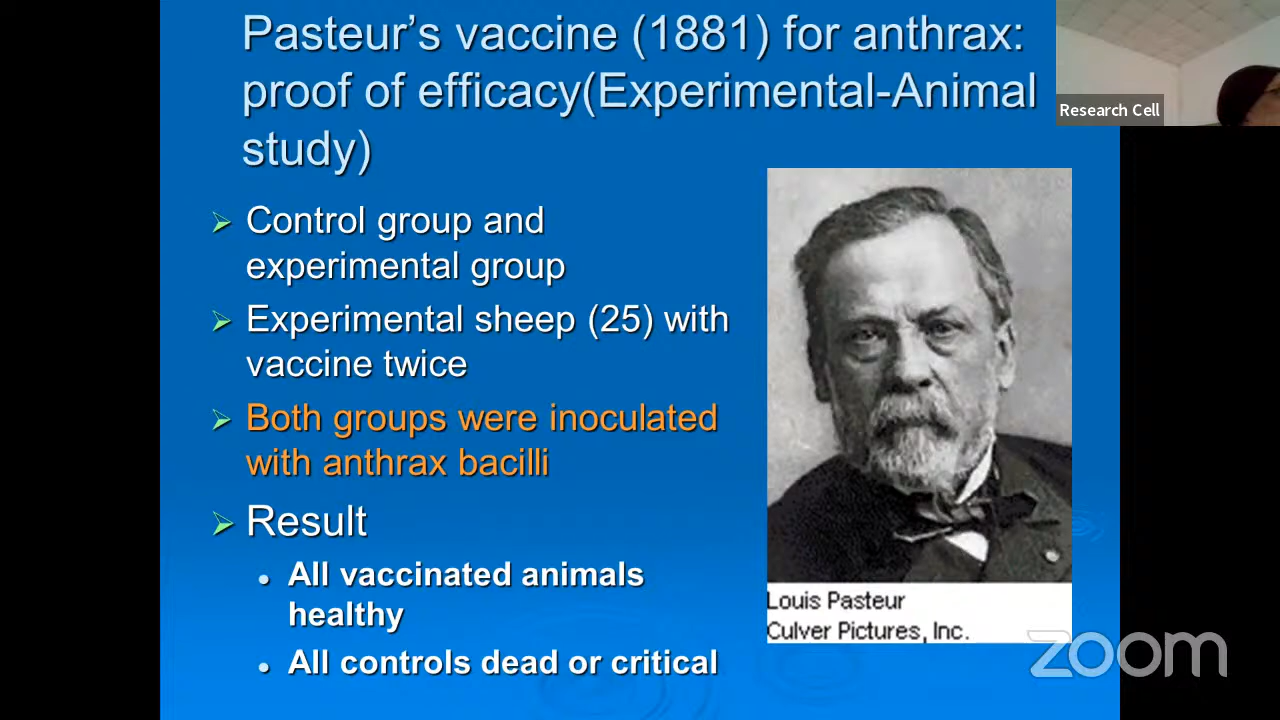 Pasteur’s vaccine (1881) for anthrax:
proof of efficacy(Experimental-Animal
study)
Research Cell
Control group and
experimental group
Experimental sheep (25) with
vaccine twice
Both groups were inoculated
with anthrax bacilli
Result
All vaccinated animals
healthy
All controls dead or critical
Louis Pasteur
Culver Pictures, Inc.
zoom